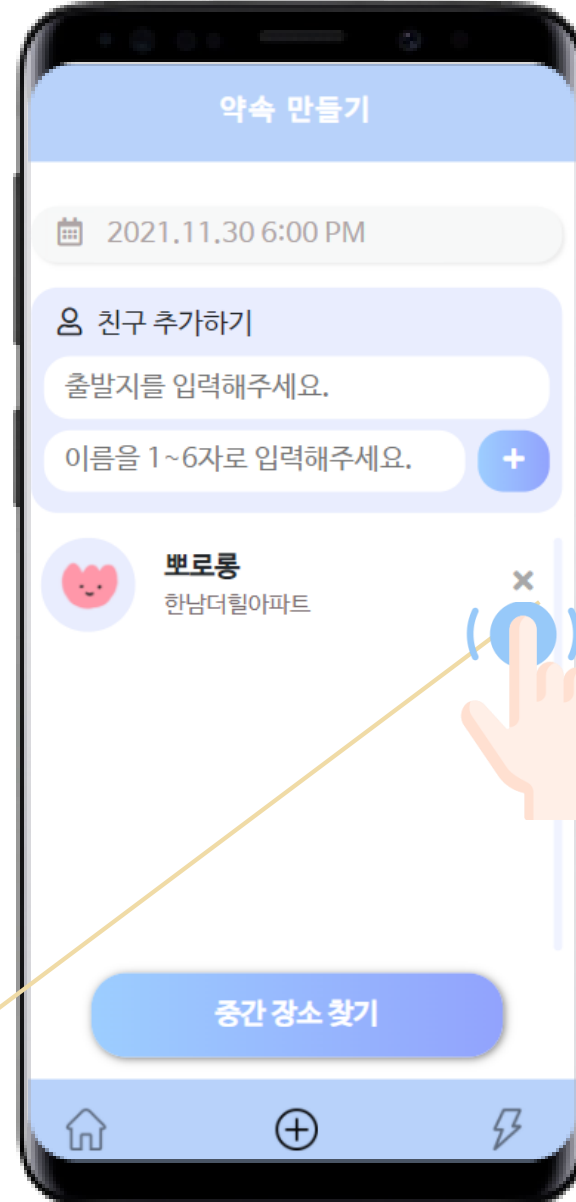 약속 만들기
2021.11.30 6:00 PM
친구 추가하기
출발지를 입력해주세요.
이름을 1~6자로 입력해주세요.
뽀로롱
한남더힐아파트
중간 장소 찾기